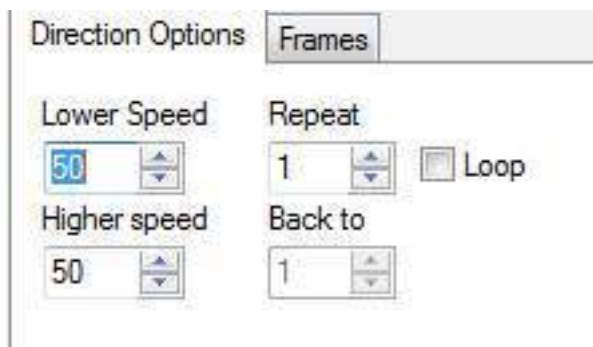 Direction Options Frames
Lower Speed Repeat
50 1 Loop
Higher speed Back to
50 1